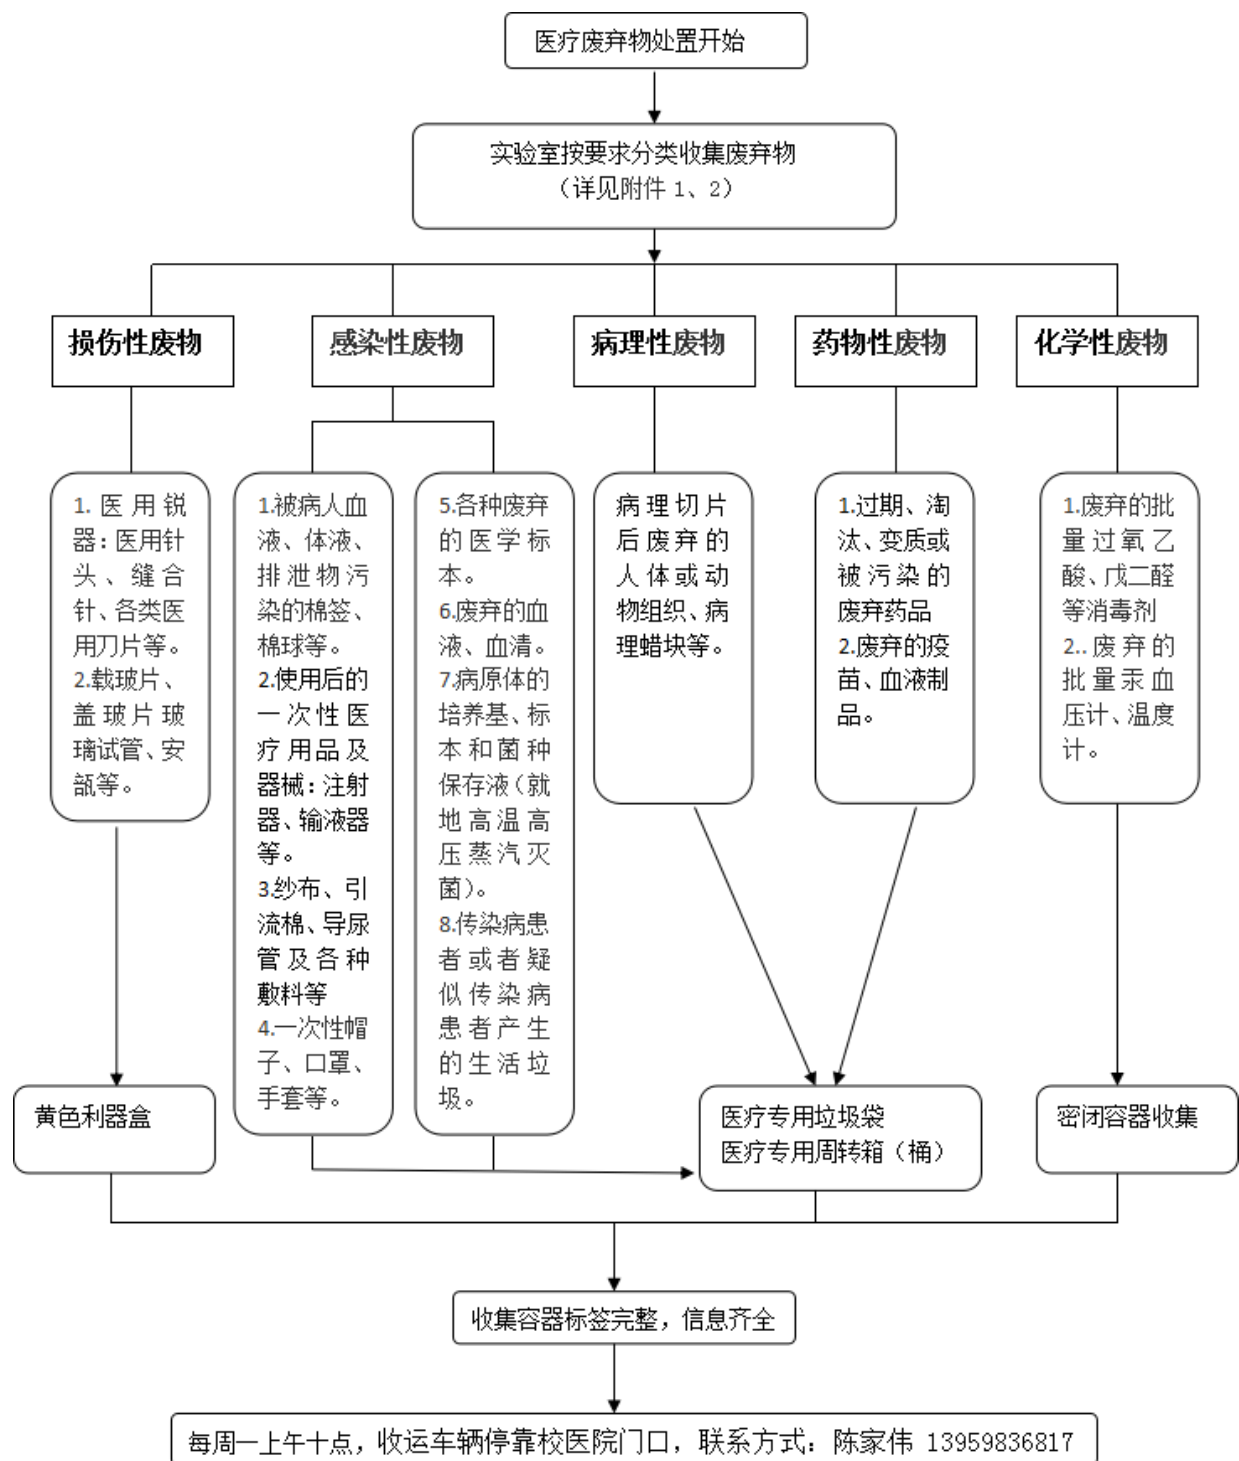 医疗废弃物处置开始
实验室按要求分类收集废弃物
（详见附件 1、2）
损伤性废物
感染性废物
病理性废物
药物性废物
化学性废物
1. 医用锐
器：医用针
头、缝合
针、各类医
用刀片等。
2.载玻片、
盖玻片玻
璃试管、安
瓿等。
1.被病人血
液、体液、
排泄物污
染的棉签、
棉球等。
2.使用后的
一次性医
疗用品及
器械：注射
器、输液器
等。
3.纱布、引
流棉、导尿
管及各种
敷料等
4.一次性帽
子、口罩、
手套等。
5.各种废弃
的医学标
本。
6.废弃的血
液、血清。
7.病原体的
培养基、标
本和菌种
保存液（就
地高温高
压蒸汽灭
菌）。
8.传染病患
者或者疑
似传染病
患者产生
的生活垃
圾。
病理切片
后废弃的
人体或动
物组织、病
理蜡块等。
1.过期、淘
汰、变质或
被污染的
废弃药品
2.废弃的疫
苗、血液制
品。
1.废弃的批
量过氧乙
酸、戊二醛
等消毒剂
2..废弃的
批量汞血
压计、温度
计。
黄色利器盒
医疗专用垃圾袋
医疗专用周转箱（桶）
密闭容器收集
收集容器标签完整，信息齐全
每周一上午十点，收运车辆停靠校医院门口，联系方式：陈家伟 13959836817